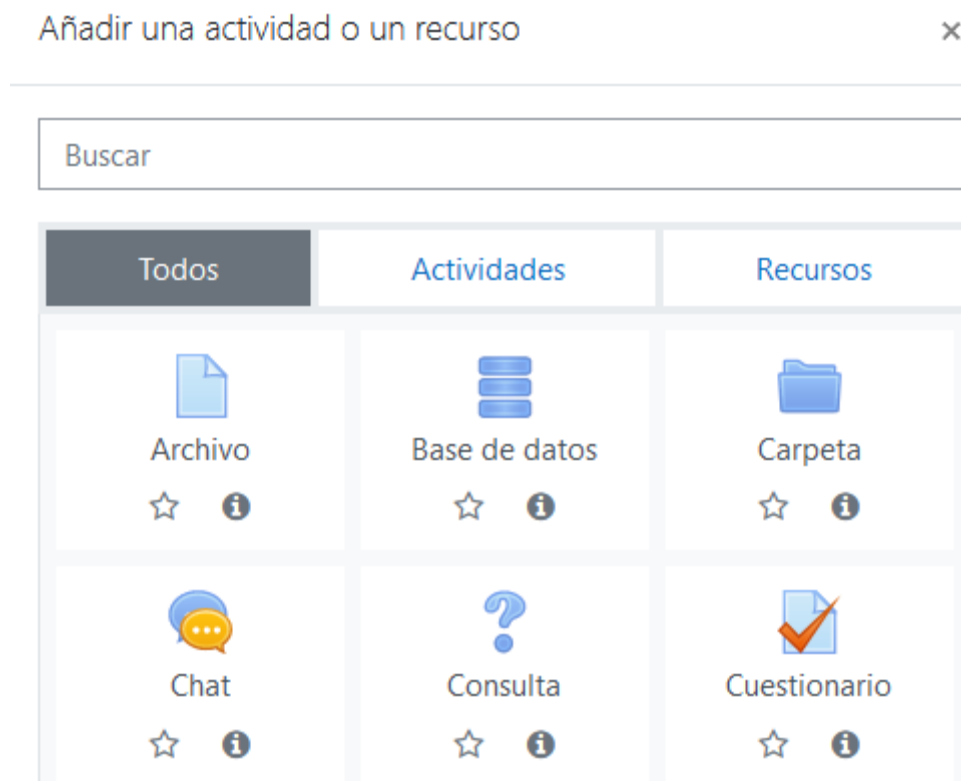 Añadir una actividad o un recurso ×
Buscar
Todos Actividades Recursos
Archivo Base de datos Carpeta
Chat Consulta Cuestionario